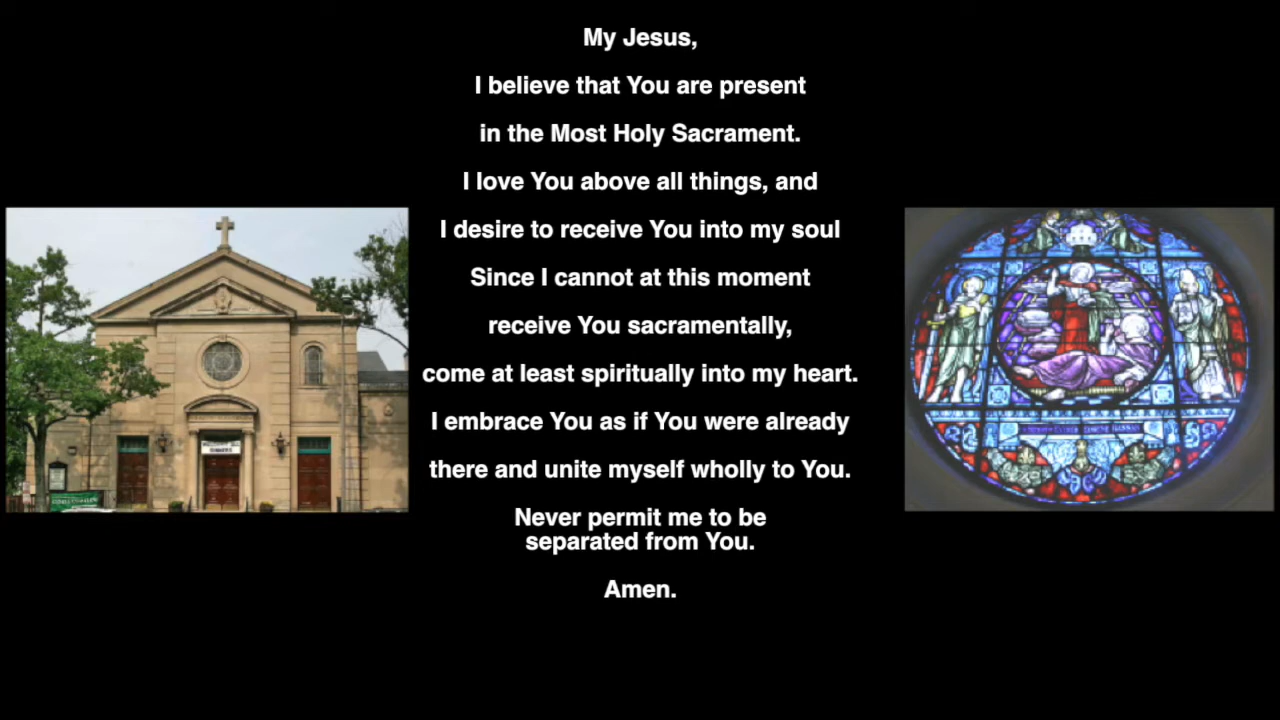 My Jesus,
I believe that You are present
in the Most Holy Sacrament.
I love You above all things, and
I desire to receive You into my soul
Since I cannot at this moment
receive You sacramentally,
come at least spiritually into my heart.
I embrace You as if You were already
there and unite myself wholly to You.
Never permit me to be
separated from You.
Amen.